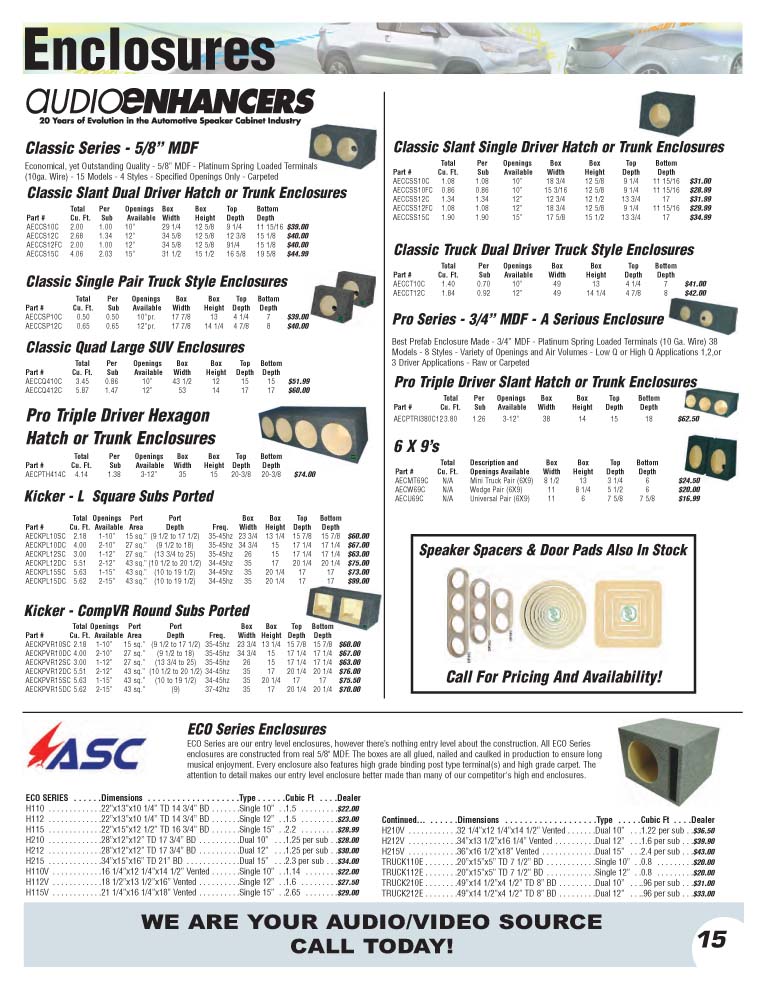 Enclosures
AUDIOENHANCERS
20 Years of Evolution in the Automotive Speaker Cabinet Industry
Classic Series - 5/8” MDF
Economical, yet Outstanding Quality - 5/8” MDF - Platinum Spring Loaded Terminals
(10ga. Wire) - 15 Models - 4 Styles - Specified Openings Only - Carpeted
Classic Slant Dual Driver Hatch or Trunk Enclosures
Total Per Openings Box Box Top Bottom
Part # Cu. Ft. Sub Available Width Height Depth Depth
AECCS10C 2.00 1.00 10” 29 1/4 12 5/8 9 1/4 11 15/16 $39.00
AECCS12C 2.68 1.34 12” 34 5/8 12 5/8 12 3/8 15 1/8 $40.00
AECCS12FC 2.00 1.00 12” 34 5/8 12 5/8 91/4 15 1/8 $40.00
AECCS15C 4.06 2.03 15” 31 1/2 15 1/2 16 5/8 19 5/8 $44.99
Classic Single Pair Truck Style Enclosures
Total Per Openings Box Box Top Bottom
Part # Cu. Ft. Sub Available Width Height Depth Depth
AECCSP10C 0.50 0.50 10”pr. 17 7/8 13 4 1/4 7 $39.00
AECCSP12C 0.65 0.65 12”pr. 17 7/8 14 1/4 4 7/8 8 $40.00
Classic Quad Large SUV Enclosures
Total Per Openings Box Box Top Bottom
Part # Cu. Ft. Sub Available Width Height Depth Depth
AECCQ410C 3.45 0.86 10” 43 1/2 12 15 15 $51.99
AECCQ412C 5.87 1.47 12” 53 14 17 17 $68.00
Pro Triple Driver Hexagon
Hatch or Trunk Enclosures
Total Per Openings Box Box Top Bottom
Part # Cu. Ft. Sub Available Width Height Depth Depth
AECPTH414C 4.14 1.38 3-12” 35 15 20-3/8 20-3/8 $74.00
Kicker - L Square Subs Ported
Total Openings Port Port Box Box Top Bottom
Part # Cu. Ft. Available Area Depth Freq. Width Height Depth Depth
AECKPL10SC 2.18 1-10” 15 sq.” (9 1/2 to 17 1/2) 35-45hz 23 3/4 13 1/4 15 7/8 15 7/8 $60.00
AECKPL10DC 4.00 2-10” 27 sq.” (9 1/2 to 18) 35-45hz 34 3/4 15 17 1/4 17 1/4 $67.00
AECKPL12SC 3.00 1-12” 27 sq.” (13 3/4 to 25) 35-45hz 26 15 17 1/4 17 1/4 $63.00
AECKPL12DC 5.51 2-12” 43 sq.” (10 1/2 to 20 1/2) 34-45hz 35 17 20 1/4 20 1/4 $75.00
AECKPL15SC 5.63 1-15” 43 sq.” (10 to 19 1/2) 34-45hz 35 20 1/4 17 17 $73.00
AECKPL15DC 5.62 2-15” 43 sq.” (10 to 19 1/2) 34-45hz 35 20 1/4 17 17 $99.00
Kicker - CompVR Round Subs Ported
Total Openings Port Port Box Box Top Bottom
Part # Cu. Ft. Available Area Depth Freq. Width Height Depth Depth
AECKPVR10SC 2.18 1-10” 15 sq.” (9 1/2 to 17 1/2) 35-45hz 23 3/4 13 1/4 15 7/8 15 7/8 $60.00
AECKPVR10DC 4.00 2-10” 27 sq.” (9 1/2 to 18) 35-45hz 34 3/4 15 17 1/4 17 1/4 $67.00
AECKPVR12SC 3.00 1-12” 27 sq.” (13 3/4 to 25) 35-45hz 26 15 17 1/4 17 1/4 $63.00
AECKPVR12DC 5.51 2-12” 43 sq.” (10 1/2 to 20 1/2) 34-45hz 35 17 20 1/4 20 1/4 $76.00
AECKPVR15SC 5.63 1-15” 43 sq.” (10 to 19 1/2) 34-45hz 35 20 1/4 17 17 $75.50
AECKPVR15DC 5.62 2-15” 43 sq.” (9) 37-42hz 35 17 20 1/4 20 1/4 $70.00
Classic Slant Single Driver Hatch or Trunk Enclosures
Total Per Openings Box Box Top Bottom
Part # Cu. Ft. Sub Available Width Height Depth Depth
AECCSS10C 1.08 1.08 10” 18 3/4 12 5/8 9 1/4 11 15/16 $31.00
AECCSS10FC 0.86 0.86 10” 15 3/16 12 5/8 9 1/4 11 15/16 $28.99
AECCSS12C 1.34 1.34 12” 12 3/4 12 1/2 13 3/4 17 $31.99
AECCSS12FC 1.08 1.08 12” 18 3/4 12 5/8 9 1/4 11 15/16 $29.99
AECCSS15C 1.90 1.90 15” 17 5/8 15 1/2 13 3/4 17 $34.99
Classic Truck Dual Driver Truck Style Enclosures
Total Per Openings Box Box Top Bottom
Part # Cu. Ft. Sub Available Width Height Depth Depth
AECCT10C 1.40 0.70 10” 49 13 4 1/4 7 $41.00
AECCT12C 1.84 0.92 12” 49 14 1/4 4 7/8 8 $42.00
Pro Series - 3/4” MDF - A Serious Enclosure
Best Prefab Enclosure Made - 3/4” MDF - Platinum Spring Loaded Terminals (10 Ga. Wire) 38
Models - 8 Styles - Variety of Openings and Air Volumes - Low Q or High Q Applications 1,2,or
3 Driver Applications - Raw or Carpeted
Pro Triple Driver Slant Hatch or Trunk Enclosures
Total Per Openings Box Box Top Bottom
Part # Cu. Ft. Sub Available Width Height Depth Depth
AECPTRI380C12 3.80 1.26 3-12” 38 14 15 18 $62.50
6 X 9’s
Total Description and Box Box Top Bottom
Part # Cu. Ft. Openings Available Width Height Depth Depth
AECMT69C N/A Mini Truck Pair (6X9) 8 1/2 13 3 1/4 6 $24.50
AECW69C N/A Wedge Pair (6X9) 11 8 1/4 5 1/2 6 $20.00
AECU69C N/A Universal Pair (6X9) 11 6 7 5/8 7 5/8 $16.99
Speaker Spacers & Door Pads Also In Stock
Call For Pricing And Availability!
ASC
ECO Series Enclosures
ECO Series are our entry level enclosures, however there’s nothing entry level about the construction. All ECO Series
enclosures are constructed from real 5/8" MDF. The boxes are all glued, nailed and caulked in production to ensure long
musical enjoyment. Every enclosure also features high grade binding post type terminal(s) and high grade carpet. The
attention to detail makes our entry level enclosure better made than many of our competitor's high end enclosures.
ECO SERIES . . . . . .Dimensions . . . . . . . . . . . . . . . . . .Type . . . . . .Cubic Ft . . . .Dealer
H110 . . . . . . . . . . . .22"x13"x10 1/4" TD 14 3/4" BD . . . . . . .Single 10" . .1.5 . . . . . . . . .$22.00
H112 . . . . . . . . . . . .22"x13"x10 1/4" TD 14 3/4" BD . . . . . . .Single 12" . .1.5 . . . . . . . . .$23.00
H115 . . . . . . . . . . . .22"x15"x12 1/2" TD 16 3/4" BD . . . . . . .Single 15" . .2.2 . . . . . . . . .$28.99
H210 . . . . . . . . . . . .28"x12"x12" TD 17 3/4" BD . . . . . . . . . .Dual 10" . . .1.25 per sub . .$28.00
H212 . . . . . . . . . . . .28"x12"x12" TD 17 3/4" BD . . . . . . . . . .Dual 12" . . .1.25 per sub . .$30.00
H215 . . . . . . . . . . . .34"x15"x16" TD 21" BD . . . . . . . . . . . .Dual 15" . . .2.3 per sub . . .$34.00
H110V . . . . . . . . . . .16 1/4"x12 1/4"x14 1/2" Vented . . . . . . .Single 10" . .1.14 . . . . . . . .$22.00
H112V . . . . . . . . . . .18 1/2"x13 1/2"x16" Vented . . . . . . . . . .Single 12" . .1.6 . . . . . . . . .$27.50
H115V . . . . . . . . . . .21 1/4"x16 1/4"x18" Vented . . . . . . . . . .Single 15" . .2.65 . . . . . . . .$29.00
Continued... . . . . . . .Dimensions . . . . . . . . . . . . . . . . . . . .Type . . . . .Cubic Ft . . . .Dealer
H210V . . . . . . . . . . .32 1/4"x12 1/4"x14 1/2" Vented . . . . . . .Dual 10" . . .1.22 per sub . .$36.50
H212V . . . . . . . . . . .34"x13 1/2"x16 1/4" Vented . . . . . . . . . .Dual 12" . . .1.6 per sub . . .$39.90
H215V . . . . . . . . . . .36"x16 1/2"x18" Vented . . . . . . . . . . . .Dual 15" . . .2.4 per sub . . .$43.00
TRUCK110E . . . . . . . .20"x15"x5" TD 7 1/2" BD . . . . . . . . . . .Single 10" . .0.8 . . . . . . . . .$20.00
TRUCK112E . . . . . . . .20"x15"x5" TD 7 1/2" BD . . . . . . . . . . .Single 12" . .0.8 . . . . . . . . .$20.00
TRUCK210E . . . . . . . .49"x14 1/2"x4 1/2" TD 8" BD . . . . . . . . .Dual 10" . . ..96 per sub . . .$31.00
TRUCK212E . . . . . . . .49"x14 1/2"x4 1/2" TD 8" BD . . . . . . . . .Dual 12" . . ..96 per sub . . .$33.00
WE ARE YOUR AUDIO/VIDEO SOURCE
CALL TODAY!
15